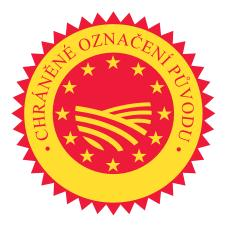 · CHRÁNĚNÉ OZNAČENÍ PŮVODU ·